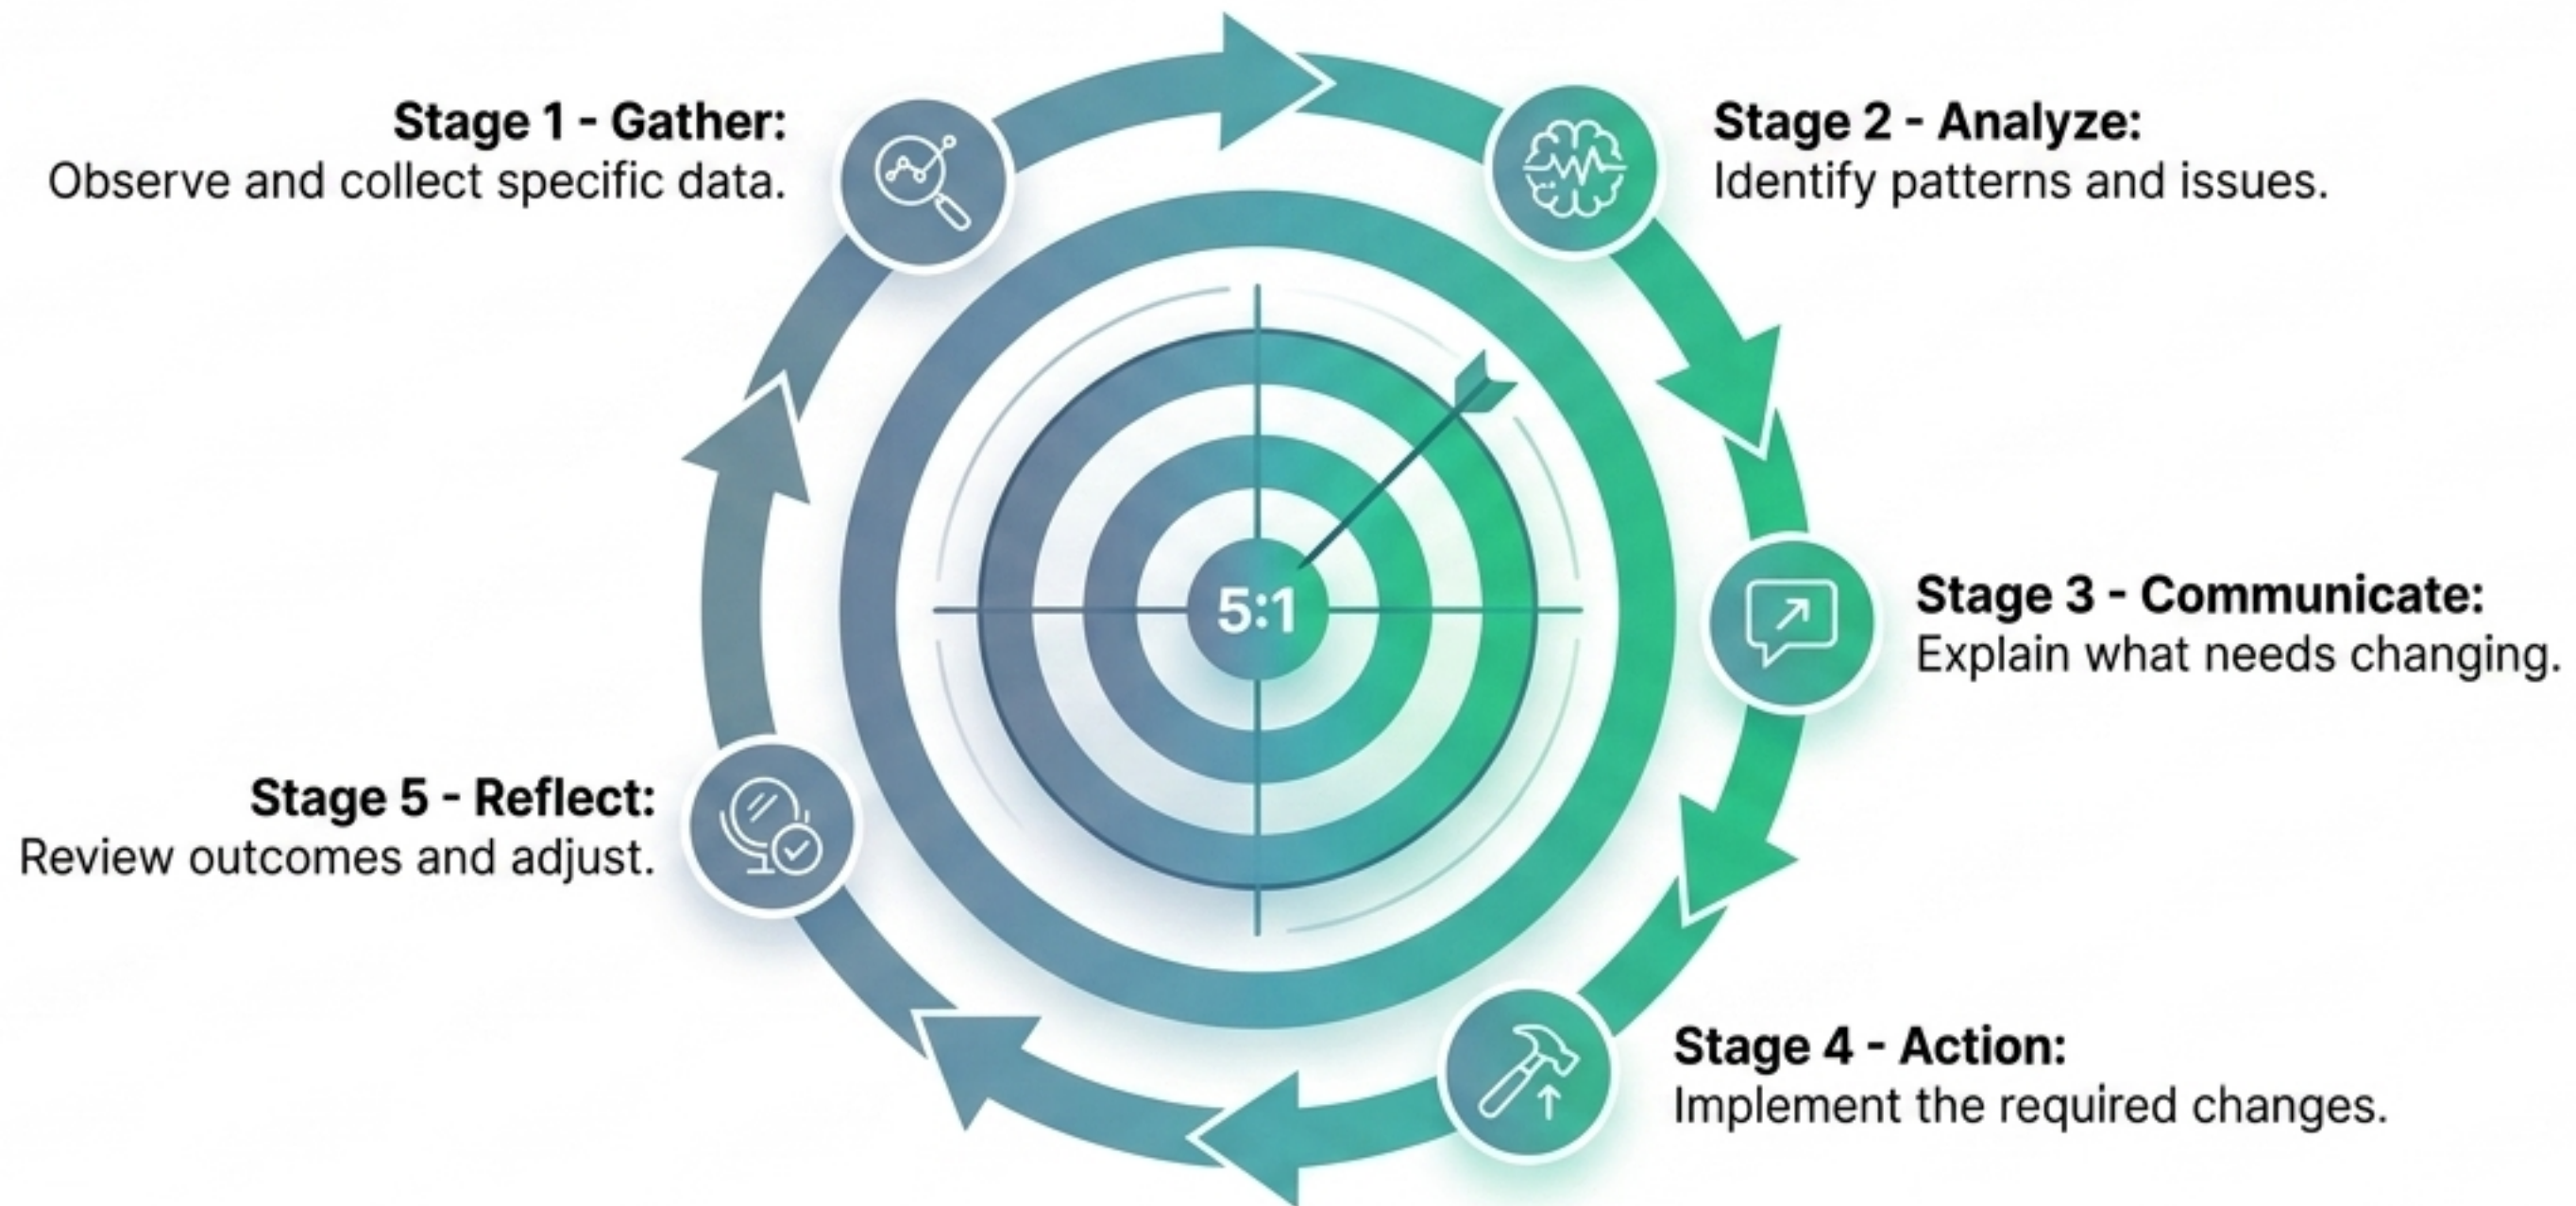 Stage 1 - Gather:
Observe and collect specific data.
Stage 2 - Analyze:
Identify patterns and issues.
Stage 3 - Communicate:
Explain what needs changing.
Stage 4 - Action:
Implement the required changes.
Stage 5 - Reflect:
Review outcomes and adjust.
5:1